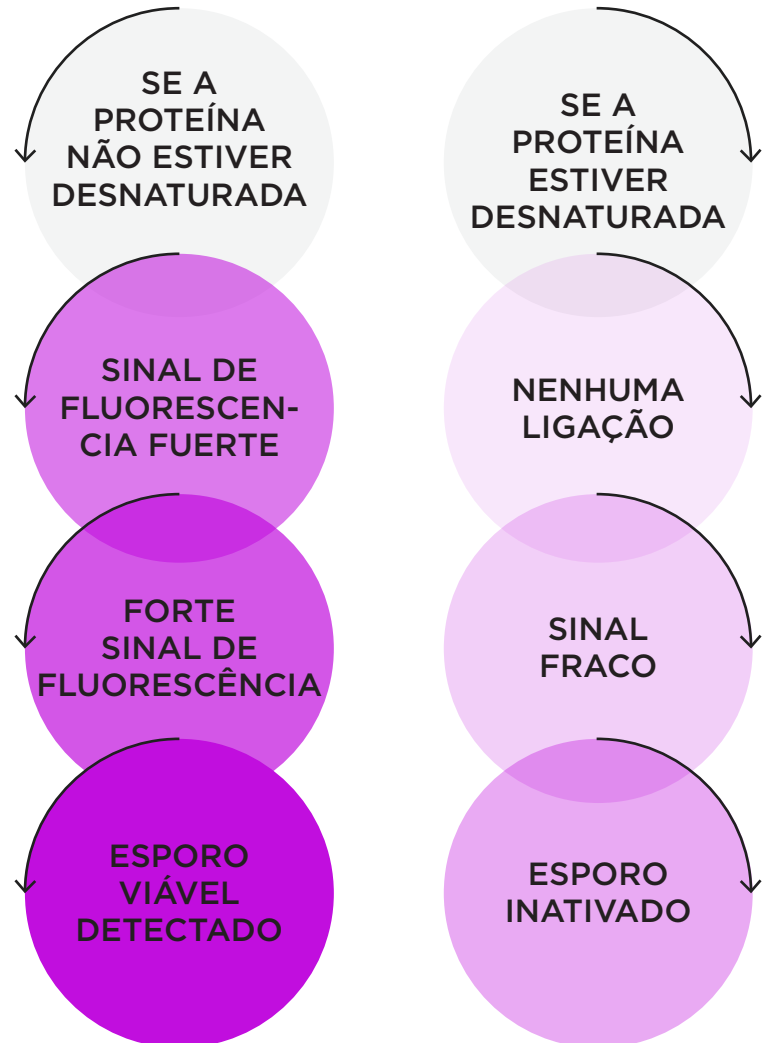 SE A
PROTEÍNA
NÃO ESTIVER
DESNATURADA
SINAL DE
FLUORESCEN-
CIA FUERTE
FORTE
SINAL DE
FLUORESCÊNCIA
ESPORO
VIÁVEL
DETECTADO
SE A
PROTEÍNA
ESTIVER
DESNATURADA
NENHUMA
LIGAÇÃO
SINAL
FRACO
ESPORO
INATIVADO